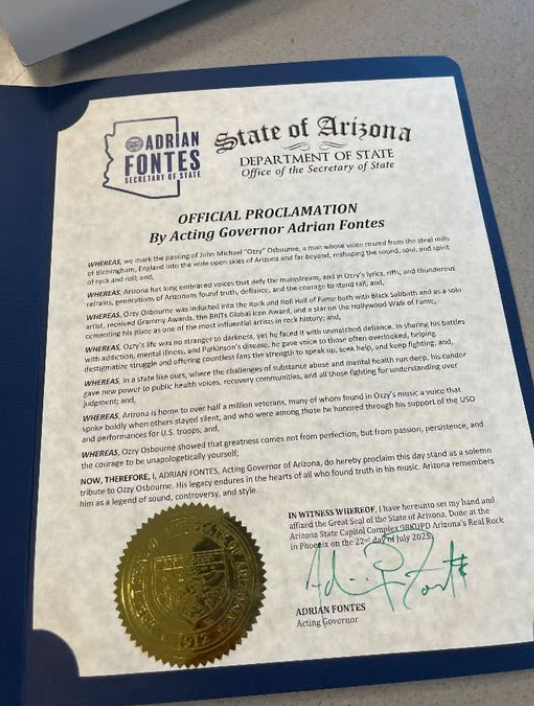 ADRIAN
FONTES
SECRETARY OF STATE
State of Arizona
DEPARTMENT OF STATE
Office of the Secretary of State
OFFICIAL PROCLAMATION
By Acting Governor Adrian Fontes
WHEREAS, we mark the passing of John Michael "Ozzy" Osbourne, a man whose voice roared from the steel mills
of Birmingham, England into the wide open skies of Arizona and far beyond, reshaping the sound, soul, and spirit
of rock and roll; and,
WHEREAS, Arizona has long embraced voices that defy the mainstream, and in Ozzy's lyrics, riffs, and thunderous
refrains, generations of Arizonans found truth, defiance, and the courage to stand tall; and,
WHEREAS, Ozzy Osbourne was inducted into the Rock and Roll Hall of Fame both with Black Sabbath and as a solo
artist, received Grammy Awards, the BRITs Global Icon Award, and a star on the Hollywood Walk of Fame,
cementing his place as one of the most influential artists in rock history; and,
WHEREAS, Ozzy's life was no stranger to darkness, yet he faced it with unmatched defiance. In sharing his battles
with addiction, mental illness, and Parkinson's disease, he gave voice to those often overlooked, helping
destigmatize struggle and offering countless fans the strength to speak up, seek help, and keep fighting; and,
WHEREAS, in a state like ours, where the challenges of substance abuse and mental health run deep, his candor
gave new power to public health voices, recovery communities, and all those fighting for understanding over
judgment; and,
WHEREAS, Arizona is home to over half a million veterans, many of whom found in Ozzy's music a voice that
spoke boldly when others stayed silent, and who were among those he honored through his support of the USO
and performances for U.S. troops; and,
WHEREAS, Ozzy Osbourne showed that greatness comes not from perfection, but from passion, persistence, and
the courage to be unapologetically yourself;
NOW, THEREFORE, I, ADRIAN FONTES, Acting Governor of Arizona, do hereby proclaim this day stand as a solemn
tribute to Ozzy Osbourne. His legacy endures in the hearts of all who found truth in his music. Arizona remembers
him as a legend of sound, controversy, and style.
IN WITNESS WHEREOF, I have hereunto set my hand and
affixed the Great Seal of the State of Arizona. Done at the
Arizona State Capitol Complex 98KUPD Arizona's Real Rock
in Phoenix on the 22nd day of July 2025.
Adrian Fontes
ADRIAN FONTES
Acting Governor
1912